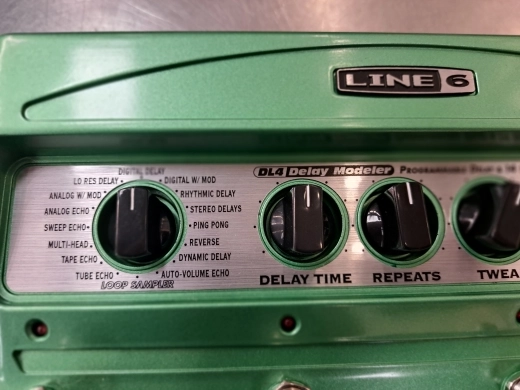 LINE 6
DL4 Delay Modeler
DIGITAL DELAY
LO RES DELAY
DIGITAL W/ MOD
ANALOG W/ MOD
RHYTHMIC DELAY
ANALOG ECHO
STEREO DELAYS
SWEEP ECHO
PING PONG
MULTI-HEAD
REVERSE
TAPE ECHO
DYNAMIC DELAY
TUBE ECHO
AUTO-VOLUME ECHO
LOOP SAMPLER
DELAY TIME
REPEATS
TWEA